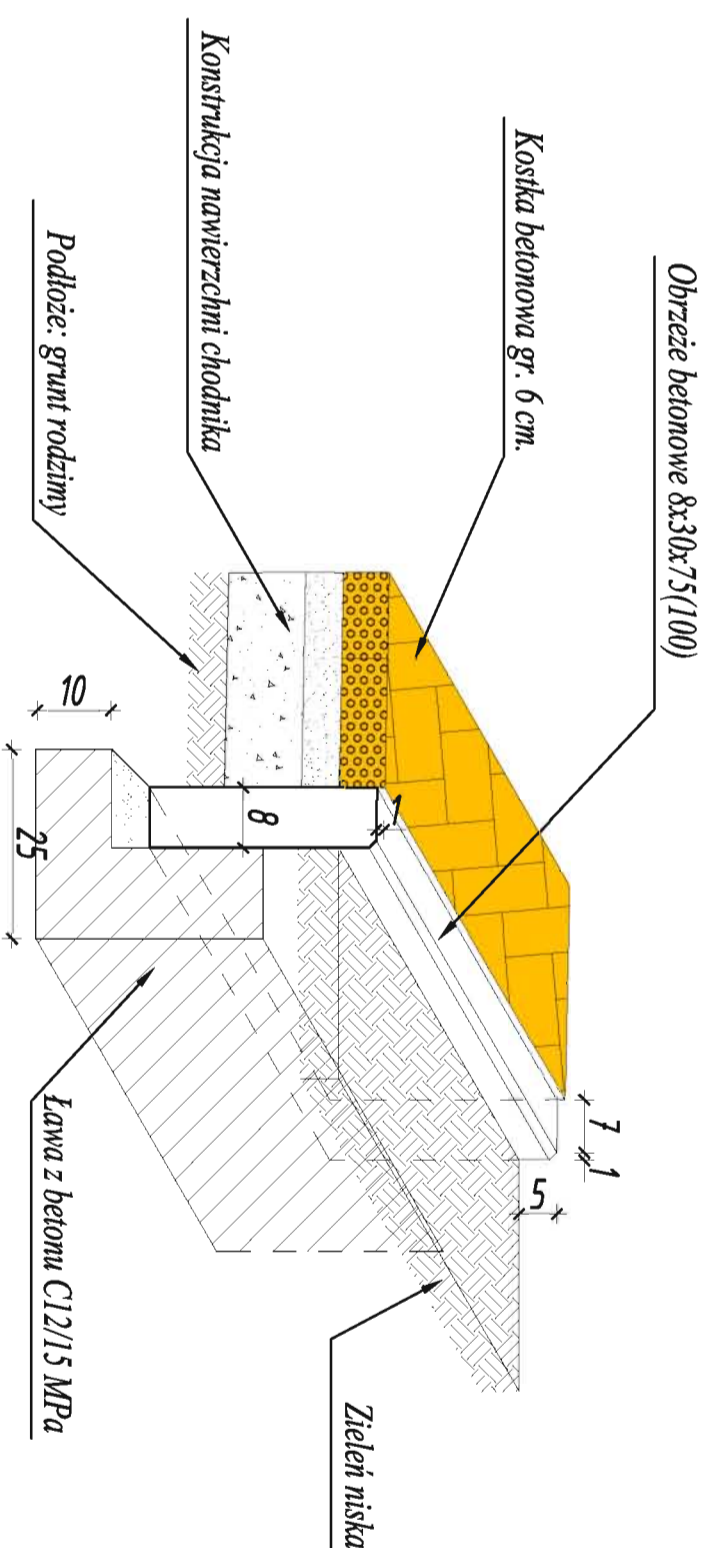 Obrzeże betonowe 8x30x75(100)
Kostka betonowa gr. 6 cm.
Konstrukcja nawierzchni chodnika
Podłoże: grunt rodzimy
10
25
8
1
7
1
5
Ława z betonu C12/15 MPa
Zieleń niska